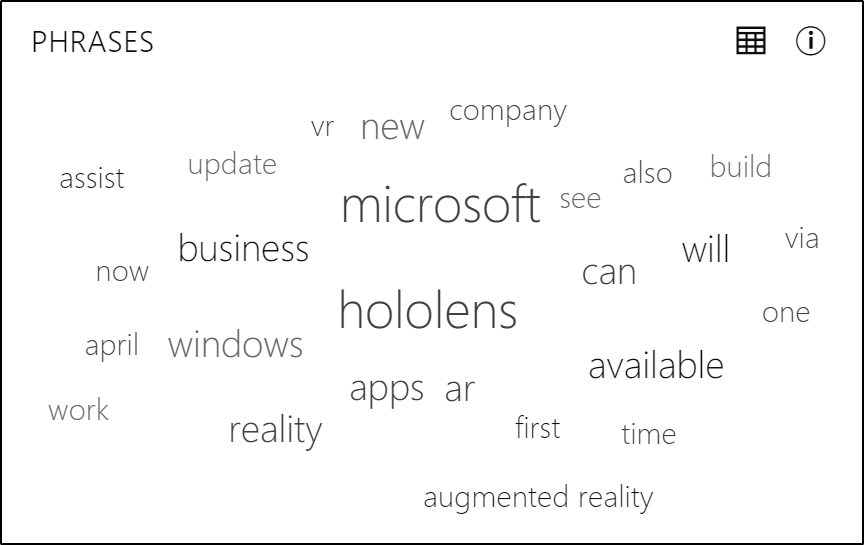 PHRASES
company
vr new
update
assist
also build
microsoft see
business will via
now can
hololens one
april windows
available
apps ar
work
reality first time
augmented reality